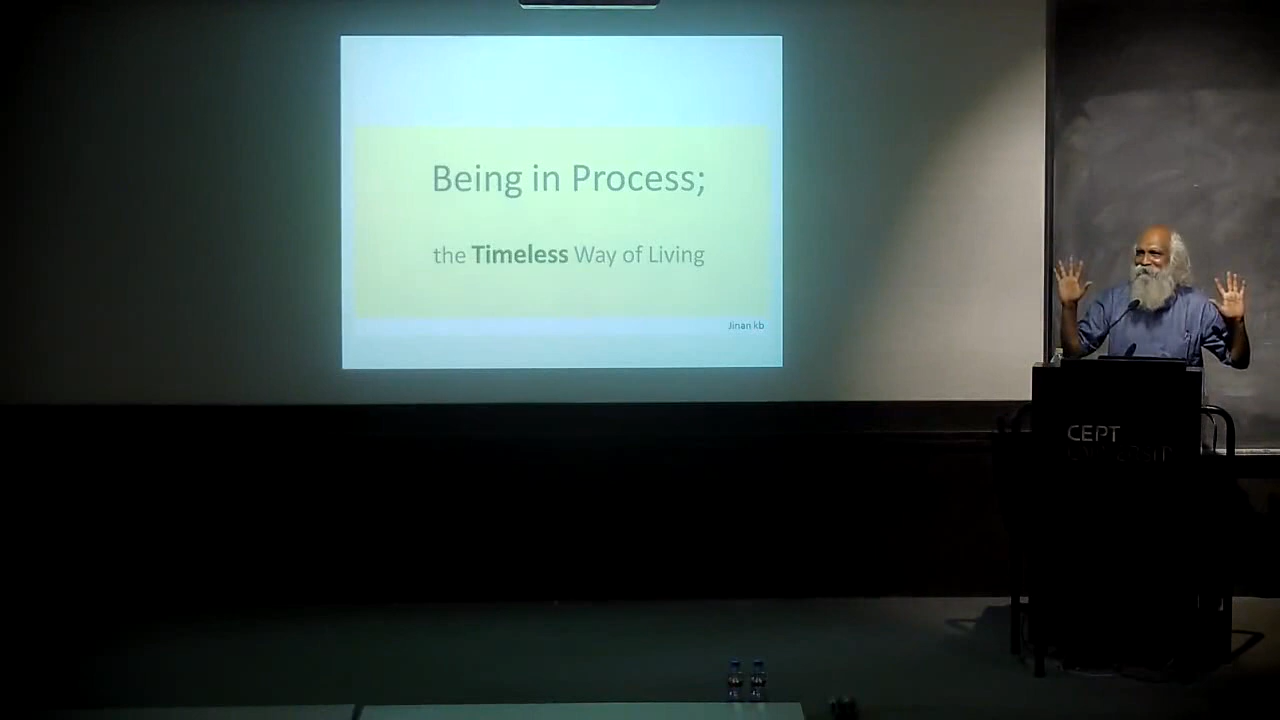 Being in Process;
the Timeless Way of Living
Jinan kb
CEPT